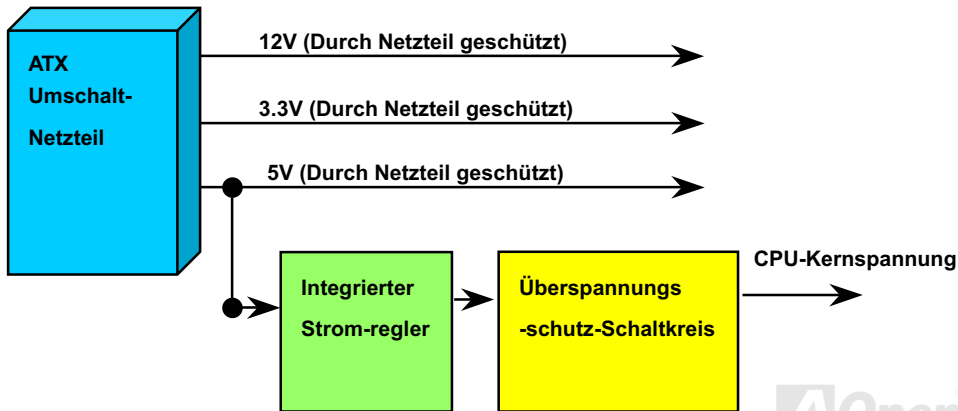 12V (Durch Netzteil geschützt)
ATX
Umschalt-
Netzteil
3.3V (Durch Netzteil geschützt)
5V (Durch Netzteil geschützt)
CPU-Kernspannung
Integrierter
Strom-regler
Überspannungs
-schutz-Schaltkreis